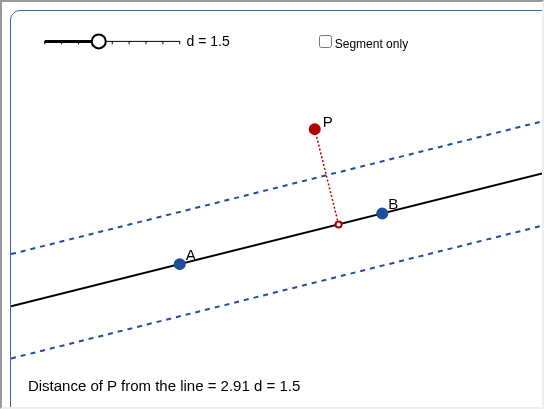 d = 1.5
Segment only
P
B
A
Distance of P from the line = 2.91 d = 1.5